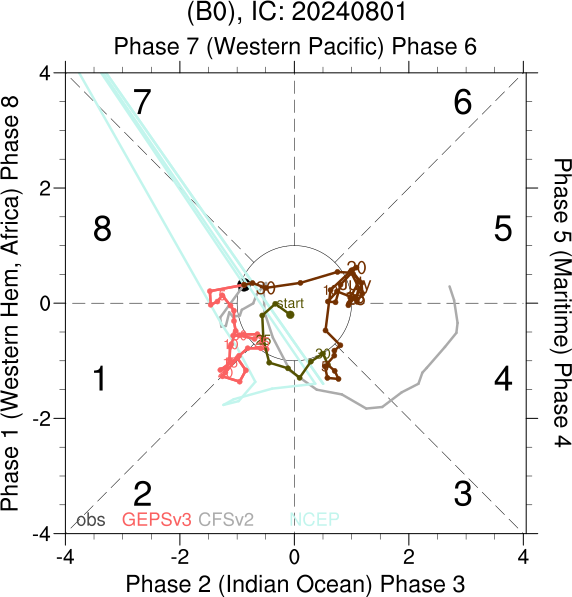 (B0), IC: 20240801
Phase 7 (Western Pacific) Phase 6
Phase 1 (Western Hem, Africa) Phase 8
Phase 5 (Maritime) Phase 4
4
2
0
-2
-4
7
6
8
5
1
4
2
3
start
30
20
25
obs GEPSv3 CFSv2 NCEP
-4 -2 0 2 4
Phase 2 (Indian Ocean) Phase 3